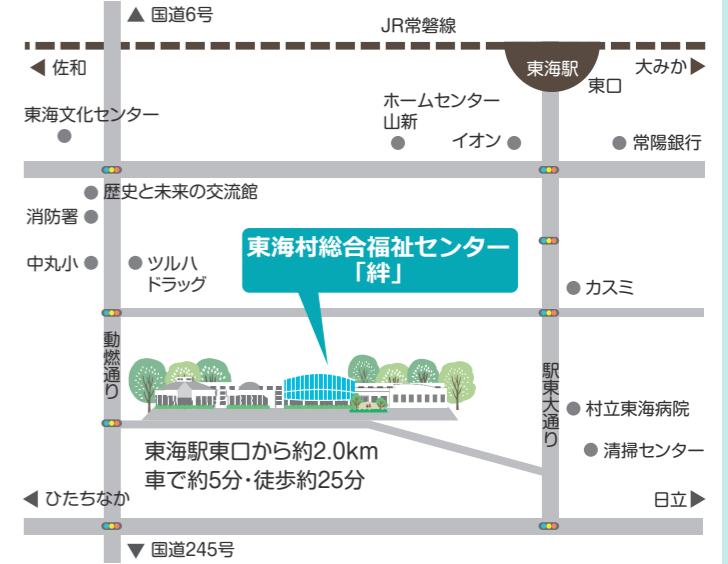 ▲ 国道6号
JR常磐線
◀ 佐和
東海駅
大みか▶
東口
東海文化センター
ホームセンター
山新
イオン
常陽銀行
歴史と未来の交流館
消防署
中丸小
ツルハ
ドラッグ
東海村総合福祉センター
「絆」
カスミ
動燃通り
駅東大通り
村立東海病院
清掃センター
東海駅東口から約2.0km
車で約5分・徒歩約25分
◀ ひたちなか
日立▶
▼ 国道245号